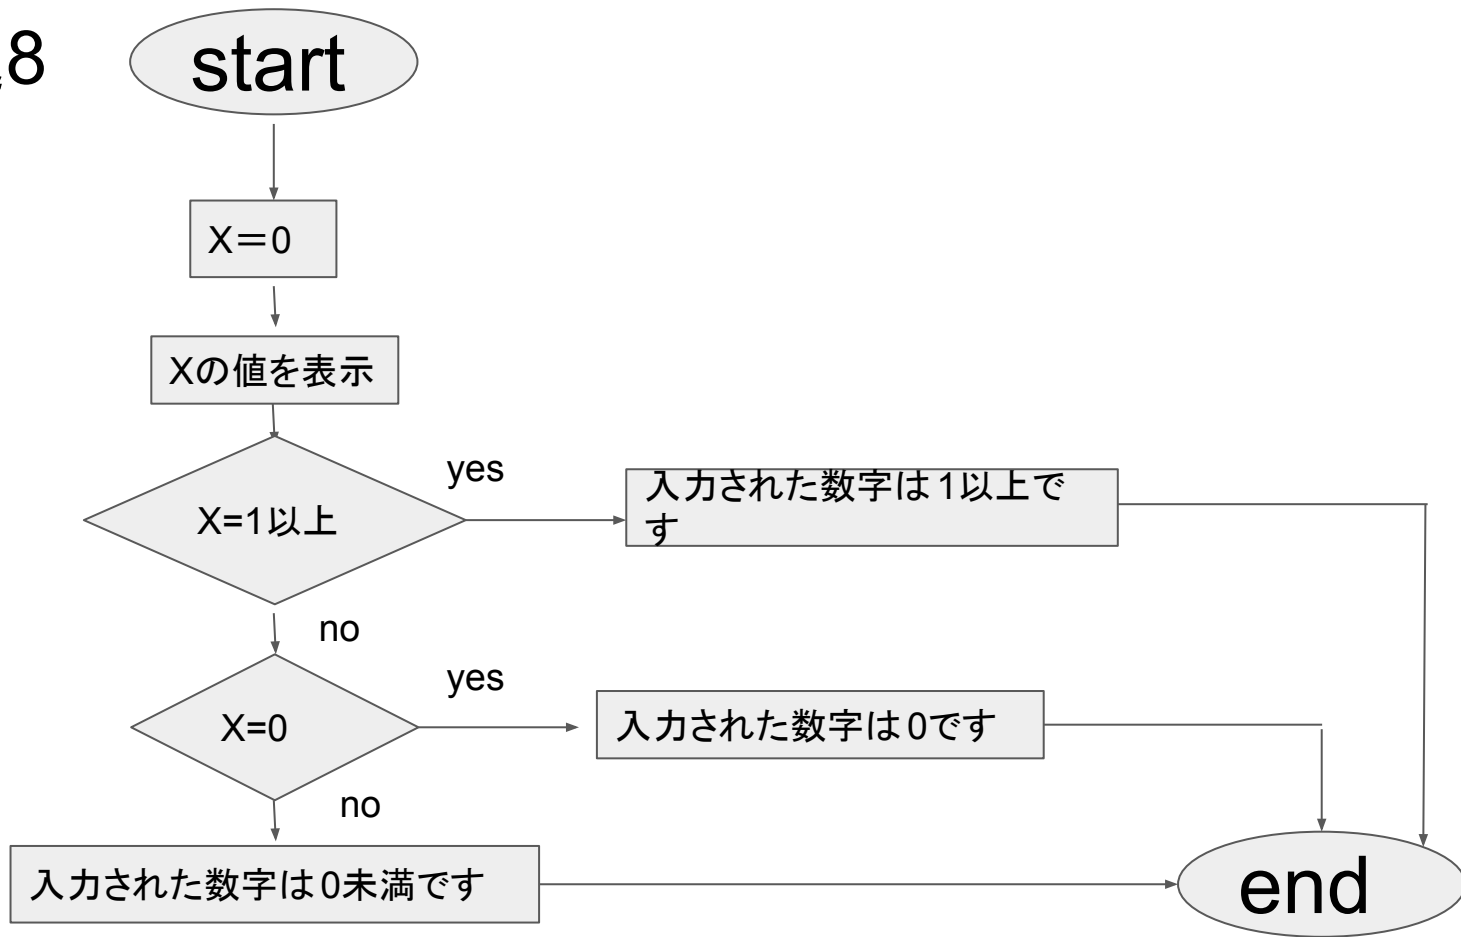 8
start
X＝0
Xの値を表示
X=1以上
yes
入力された数字は1以上で
す
no
X=0
yes
入力された数字は0です
no
入力された数字は0未満です
end